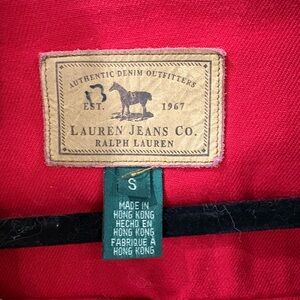 AUTHENTIC DENIM OUTFITTERS
EST. 1967
LAUREN JEANS CO.
RALPH LAUREN
S
MADE IN
HONG KONG
HECHO EN
HONG KONG
FABRIQUÉ À
HONG KONG